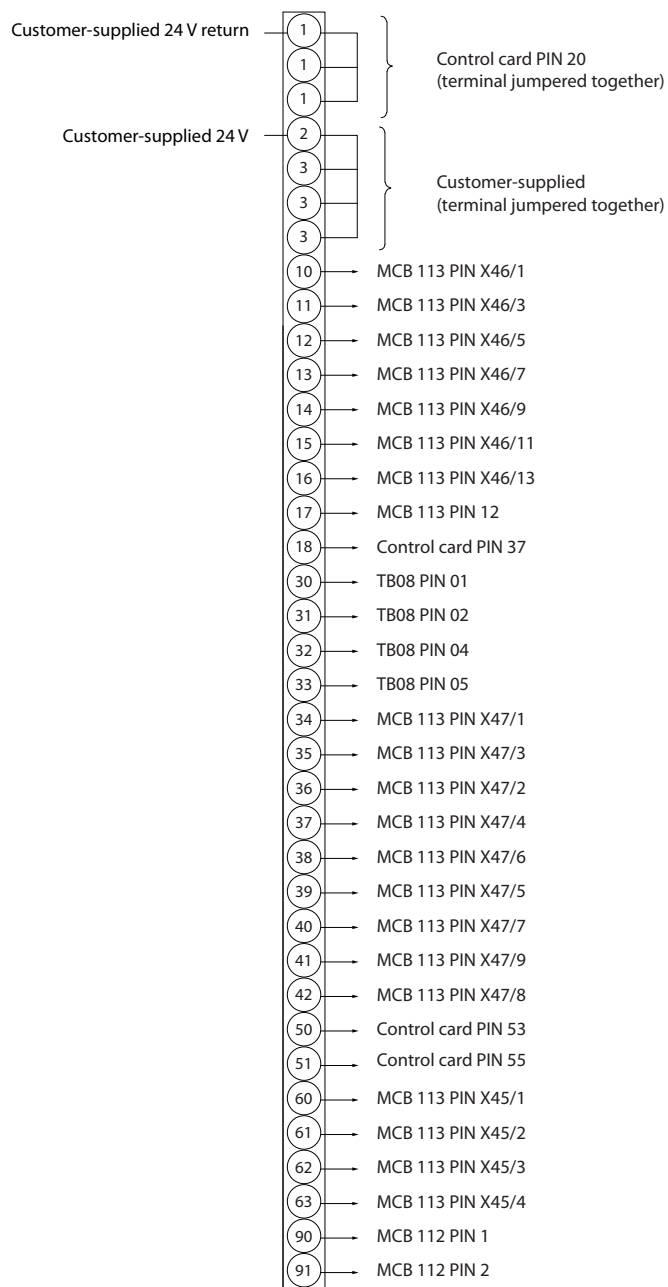 Customer-supplied 24 V return
1
1
1
Control card PIN 20
(terminal jumpered together)
Customer-supplied 24 V
2
3
3
3
Customer-supplied
(terminal jumpered together)
10 MCB 113 PIN X46/1
11 MCB 113 PIN X46/3
12 MCB 113 PIN X46/5
13 MCB 113 PIN X46/7
14 MCB 113 PIN X46/9
15 MCB 113 PIN X46/11
16 MCB 113 PIN X46/13
17 MCB 113 PIN 12
18 Control card PIN 37
30 TB08 PIN 01
31 TB08 PIN 02
32 TB08 PIN 04
33 TB08 PIN 05
34 MCB 113 PIN X47/1
35 MCB 113 PIN X47/3
36 MCB 113 PIN X47/2
37 MCB 113 PIN X47/4
38 MCB 113 PIN X47/6
39 MCB 113 PIN X47/5
40 MCB 113 PIN X47/7
41 MCB 113 PIN X47/9
42 MCB 113 PIN X47/8
50 Control card PIN 53
51 Control card PIN 55
60 MCB 113 PIN X45/1
61 MCB 113 PIN X45/2
62 MCB 113 PIN X45/3
63 MCB 113 PIN X45/4
90 MCB 112 PIN 1
91 MCB 112 PIN 2